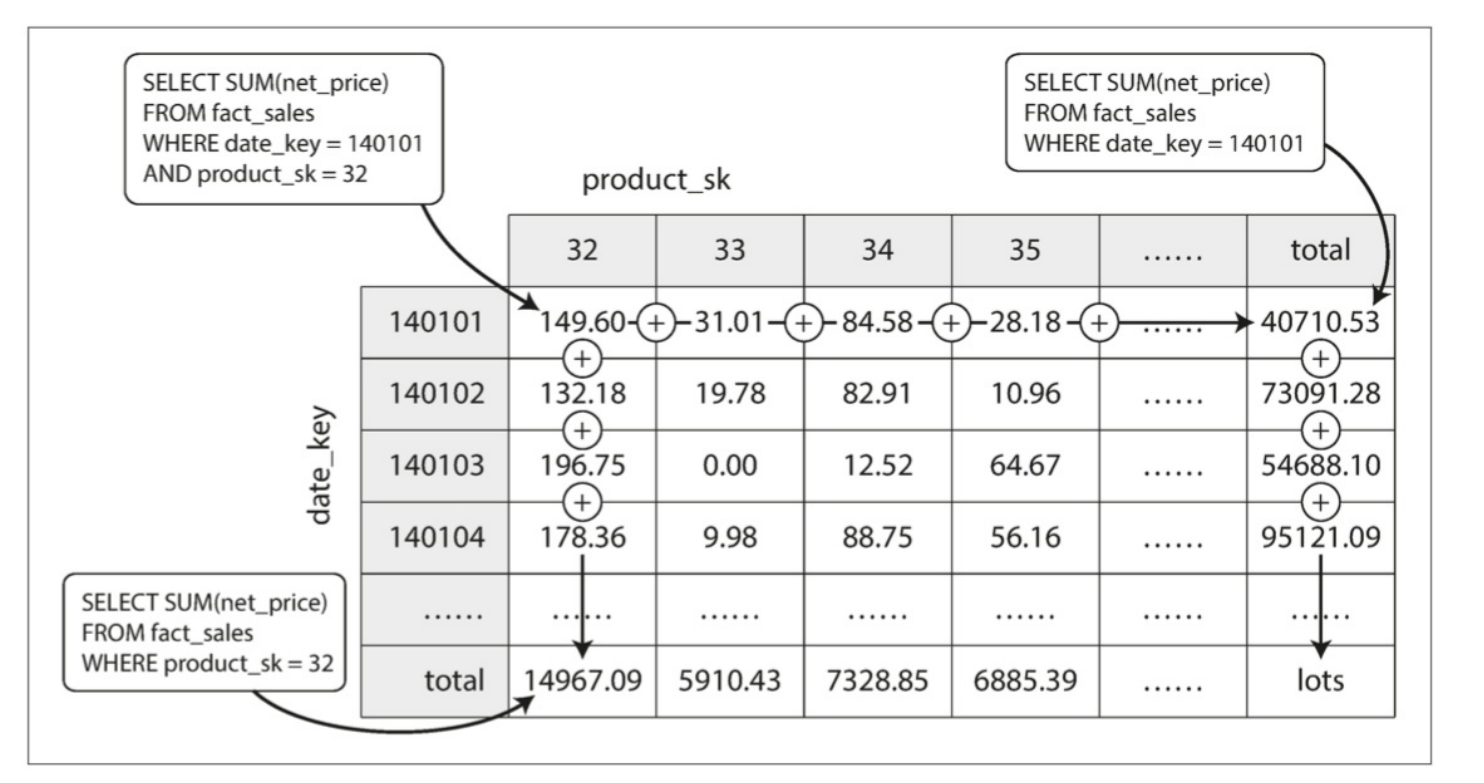 SELECT SUM(net_price)
FROM fact_sales
WHERE date_key = 140101
AND product_sk = 32
SELECT SUM(net_price)
FROM fact_sales
WHERE date_key = 140101
product_sk
32 33 34 35 ...... total
date_key
140101 149.60 + 31.01 + 84.58 + 28.18 + ...... 40710.53
+ +
140102 132.18 19.78 82.91 10.96 ...... 73091.28
+ +
140103 196.75 0.00 12.52 64.67 ...... 54688.10
+ +
140104 178.36 9.98 88.75 56.16 ...... 95121.09
...... ...... ...... ...... ...... ...... ......
total 14967.09 5910.43 7328.85 6885.39 ...... lots
SELECT SUM(net_price)
FROM fact_sales
WHERE product_sk = 32